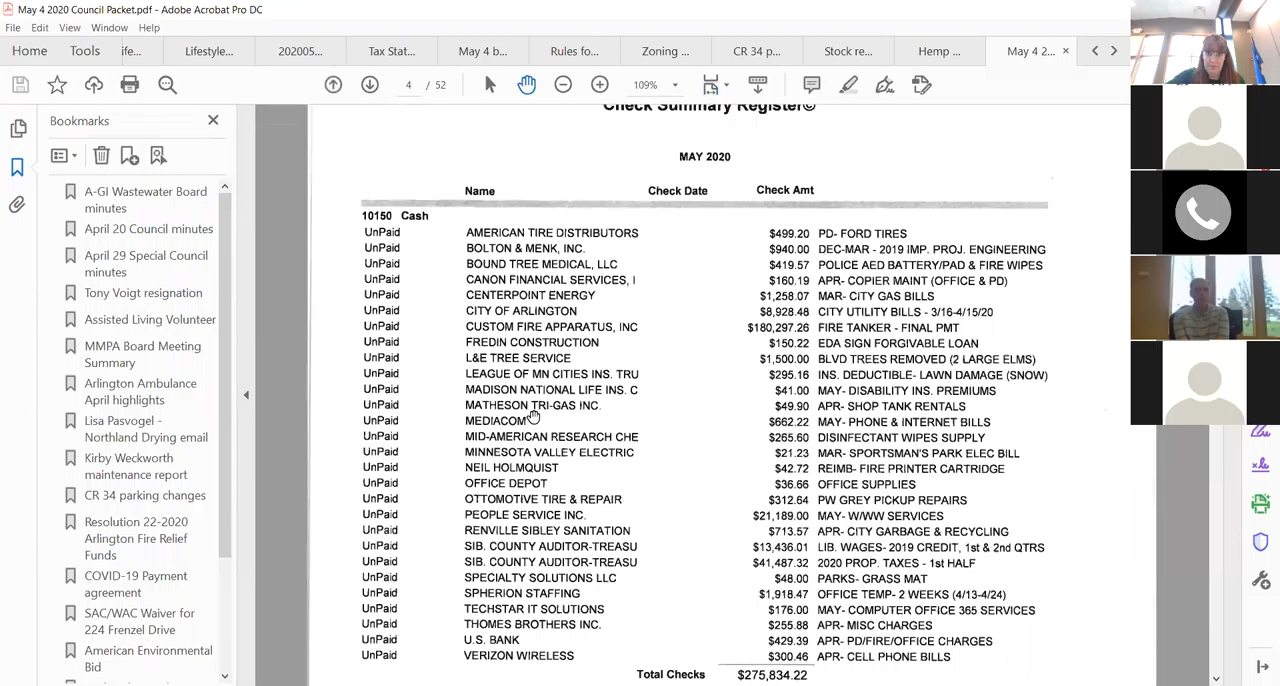 May 4 2020 Council Packet.pdf - Adobe Acrobat Pro DC
File Edit View Window Help
Home Tools ife... Lifestyle... 202005... Tax Stat... May 4 b... Rules fo... Zoning ... CR 34 p... Stock re... Hemp ... May 4 2... ×
4 / 52 109%
Bookmarks
A-GI Wastewater Board
minutes
April 20 Council minutes
April 29 Special Council
minutes
Tony Voigt resignation
Assisted Living Volunteer
MMPA Board Meeting
Summary
Arlington Ambulance
April highlights
Lisa Pasvogel -
Northland Drying email
Kirby Weckworth
maintenance report
CR 34 parking changes
Resolution 22-2020
Arlington Fire Relief
Funds
COVID-19 Payment
agreement
SAC/WAC Waiver for
224 Frenzel Drive
American Environmental
Bid
Check Summary Register©
MAY 2020
Name Check Date Check Amt
10150 Cash
UnPaid AMERICAN TIRE DISTRIBUTORS $499.20 PD- FORD TIRES
UnPaid BOLTON & MENK, INC. $940.00 DEC-MAR - 2019 IMP. PROJ. ENGINEERING
UnPaid BOUND TREE MEDICAL, LLC $419.57 POLICE AED BATTERY/PAD & FIRE WIPES
UnPaid CANON FINANCIAL SERVICES, I $160.19 APR- COPIER MAINT (OFFICE & PD)
UnPaid CENTERPOINT ENERGY $1,258.07 MAR- CITY GAS BILLS
UnPaid CITY OF ARLINGTON $8,928.48 CITY UTILITY BILLS - 3/16-4/15/20
UnPaid CUSTOM FIRE APPARATUS, INC $180,297.26 FIRE TANKER - FINAL PMT
UnPaid FREDIN CONSTRUCTION $150.22 EDA SIGN FORGIVABLE LOAN
UnPaid L&E TREE SERVICE $1,500.00 BLVD TREES REMOVED (2 LARGE ELMS)
UnPaid LEAGUE OF MN CITIES INS. TRU $295.16 INS. DEDUCTIBLE- LAWN DAMAGE (SNOW)
UnPaid MADISON NATIONAL LIFE INS. C $41.00 MAY- DISABILITY INS. PREMIUMS
UnPaid MATHESON TRI-GAS INC. $49.90 APR- SHOP TANK RENTALS
UnPaid MEDIACOM $662.22 MAY- PHONE & INTERNET BILLS
UnPaid MID-AMERICAN RESEARCH CHE $265.60 DISINFECTANT WIPES SUPPLY
UnPaid MINNESOTA VALLEY ELECTRIC $21.23 MAR- SPORTSMAN'S PARK ELEC BILL
UnPaid NEIL HOLMQUIST $42.72 REIMB- FIRE PRINTER CARTRIDGE
UnPaid OFFICE DEPOT $36.66 OFFICE SUPPLIES
UnPaid OTTOMOTIVE TIRE & REPAIR $312.64 PW GREY PICKUP REPAIRS
UnPaid PEOPLE SERVICE INC. $21,189.00 MAY- W/WW SERVICES
UnPaid RENVILLE SIBLEY SANITATION $713.57 APR- CITY GARBAGE & RECYCLING
UnPaid SIB. COUNTY AUDITOR-TREASU $13,436.01 LIB. WAGES- 2019 CREDIT, 1st & 2nd QTRS
UnPaid SIB. COUNTY AUDITOR-TREASU $41,487.32 2020 PROP. TAXES - 1st HALF
UnPaid SPECIALTY SOLUTIONS LLC $48.00 PARKS- GRASS MAT
UnPaid SPHERION STAFFING $1,918.47 OFFICE TEMP- 2 WEEKS (4/13-4/24)
UnPaid TECHSTAR IT SOLUTIONS $176.00 MAY- COMPUTER OFFICE 365 SERVICES
UnPaid THOMES BROTHERS INC. $255.88 APR- MISC CHARGES
UnPaid U.S. BANK $429.39 APR- PD/FIRE/OFFICE CHARGES
UnPaid VERIZON WIRELESS $300.46 APR- CELL PHONE BILLS
Total Checks $275,834.22